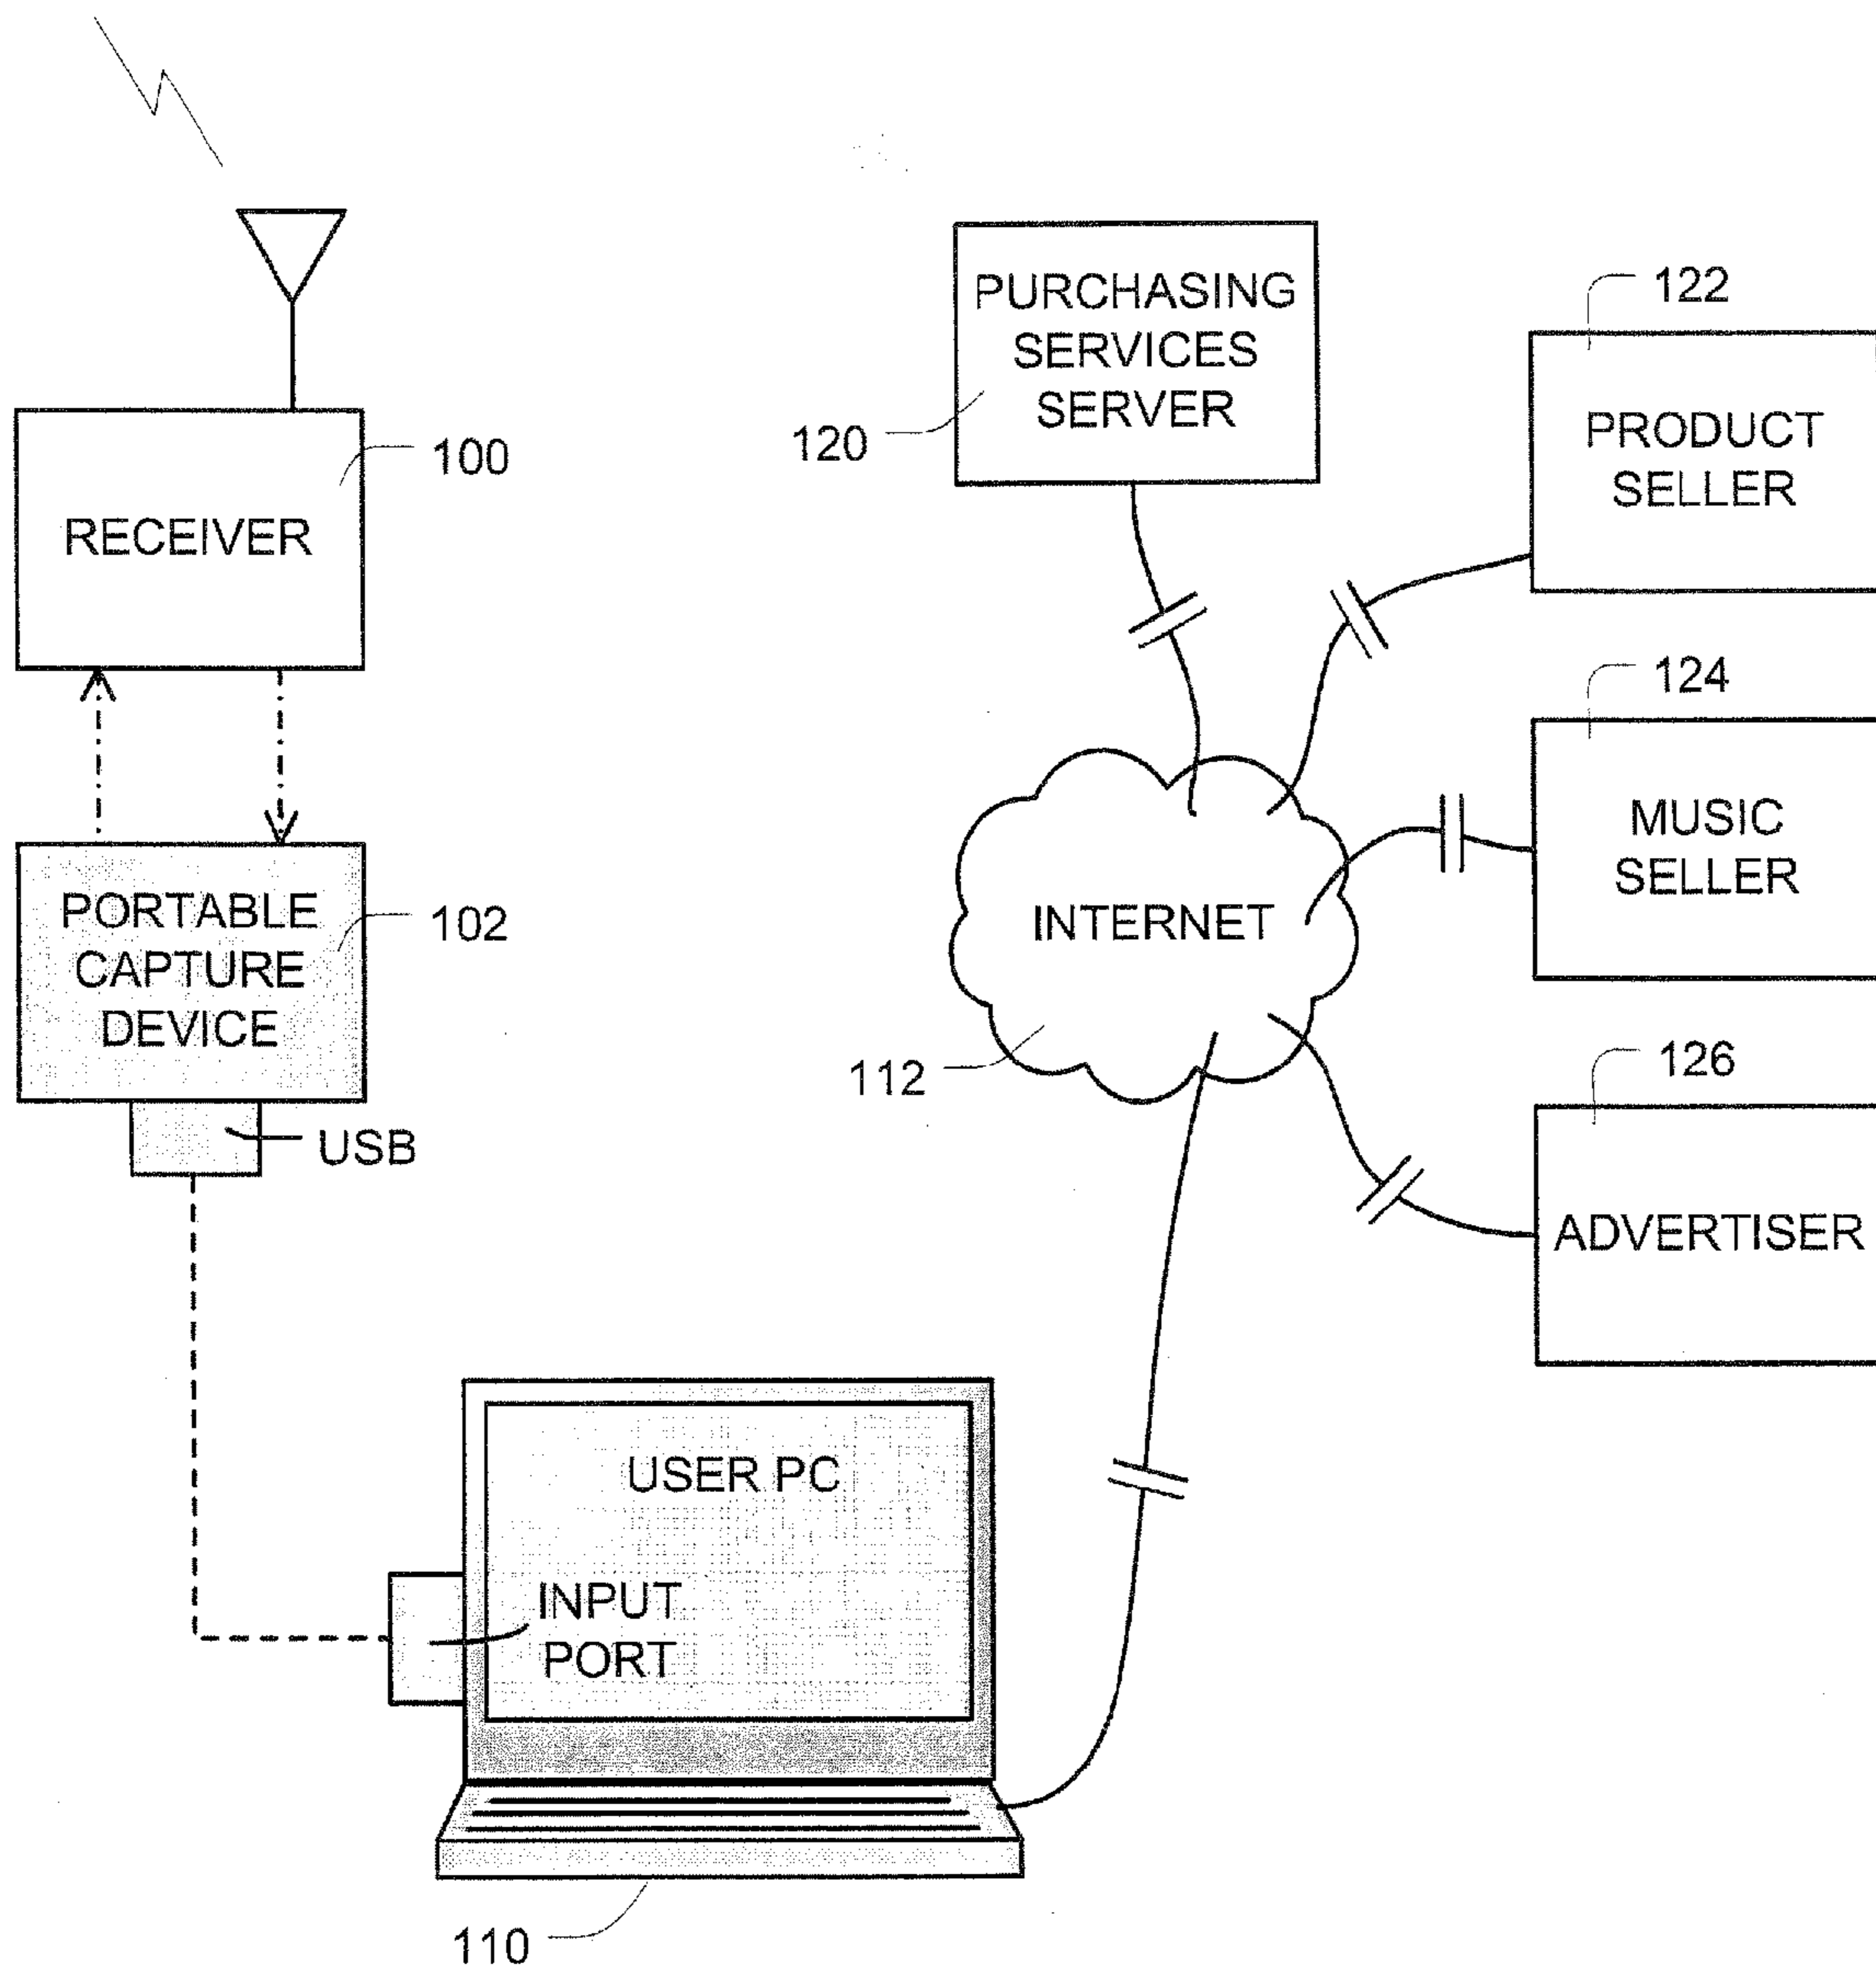 RECEIVER
100
PORTABLE
CAPTURE
DEVICE
102
USB
PURCHASING
SERVICES
SERVER
120
122
PRODUCT
SELLER
124
MUSIC
SELLER
INTERNET
112
126
ADVERTISER
USER PC
INPUT
PORT
110